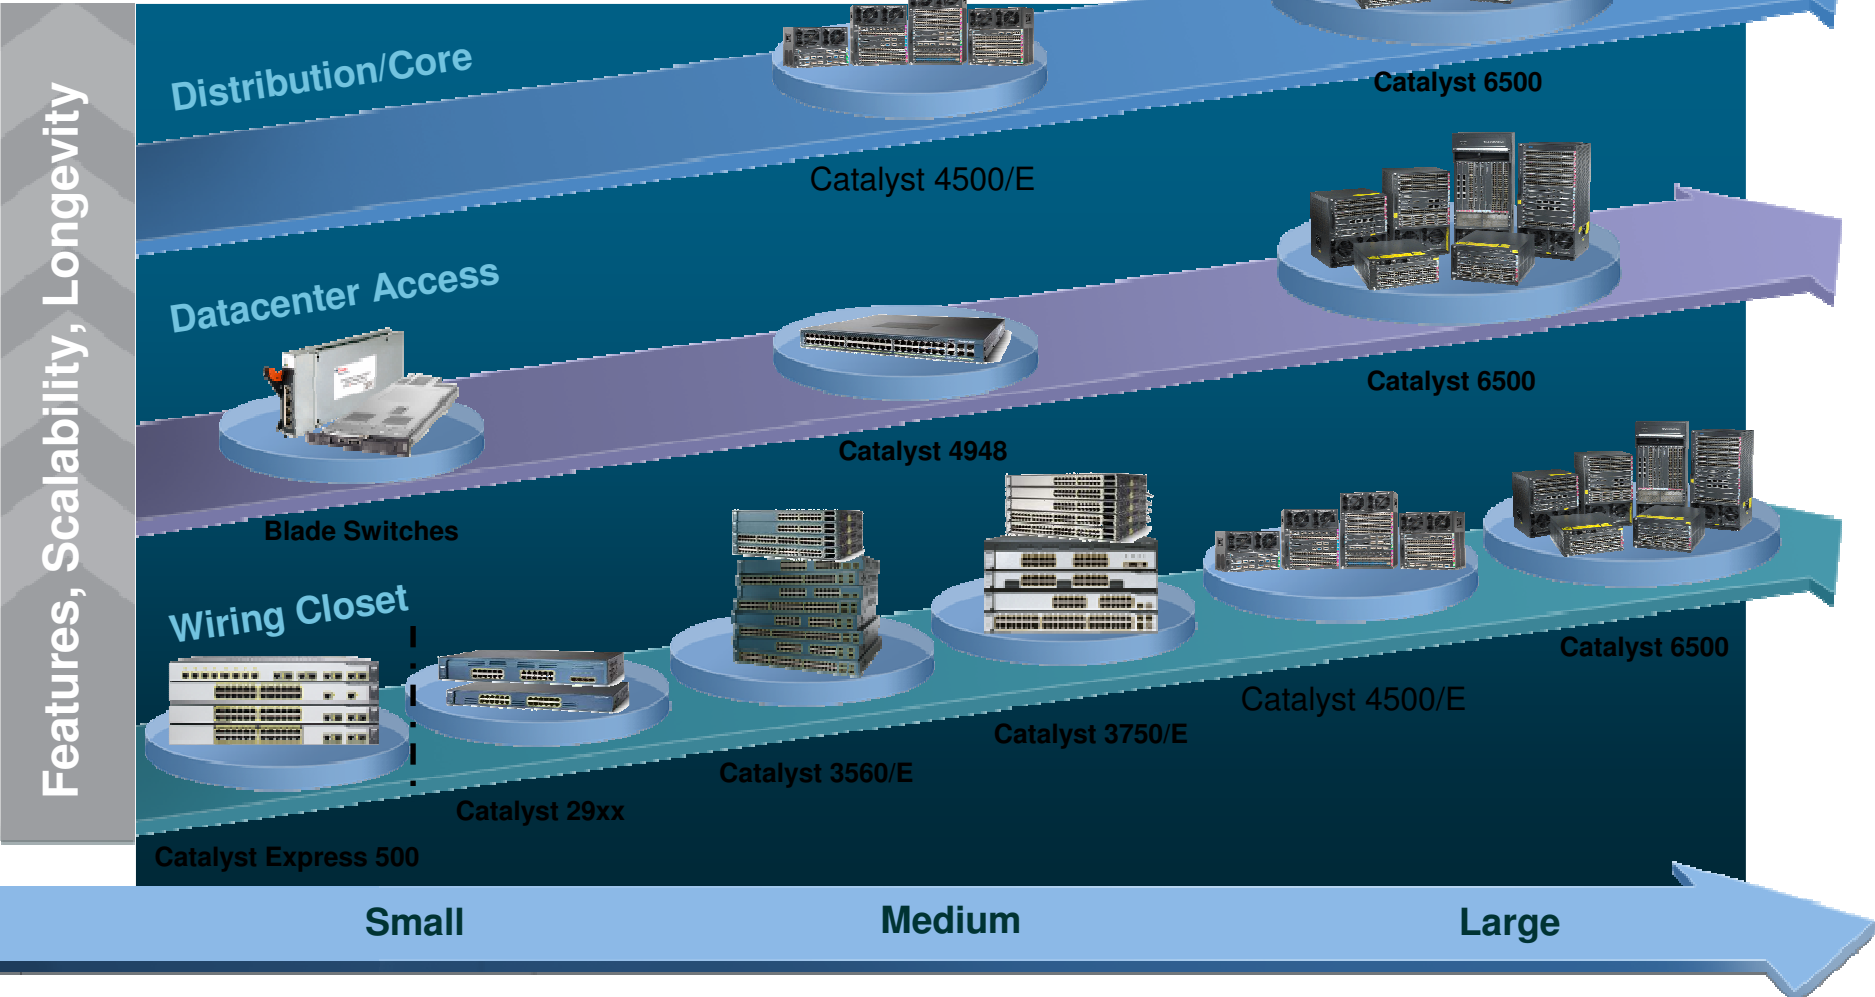 Features, Scalability, Longevity
Distribution/Core
Catalyst 6500
Catalyst 4500/E
Datacenter Access
Catalyst 6500
Catalyst 4948
Blade Switches
Wiring Closet
Catalyst 6500
Catalyst 4500/E
Catalyst 3750/E
Catalyst 3560/E
Catalyst 29xx
Catalyst Express 500
Small
Medium
Large